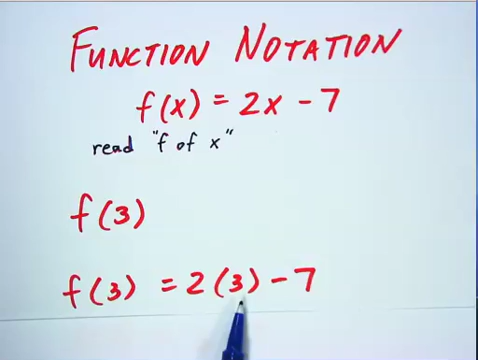 FUNCTION NOTATION
f(x) = 2x - 7
read "f of x"
f(3)
f(3) = 2(3) - 7